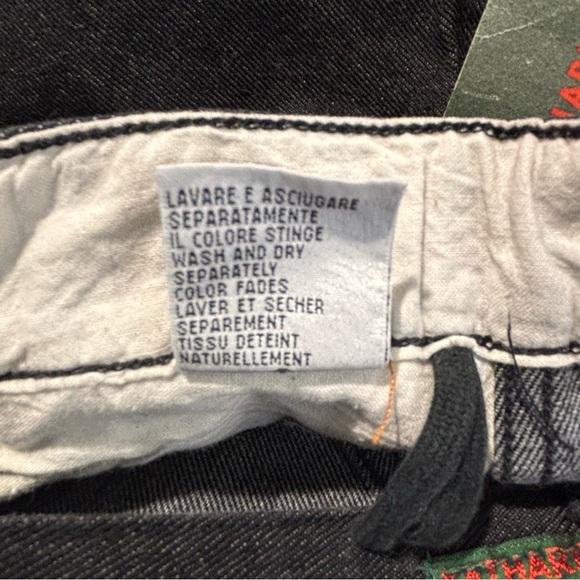 LAVARE E ASCIUGARE
SEPARATAMENTE
IL COLORE STINGE
WASH AND DRY
SEPARATELY
COLOR FADES
LAVER ET SECHER
SEPAREMENT
TISSU DETEINT
NATURELLEMENT